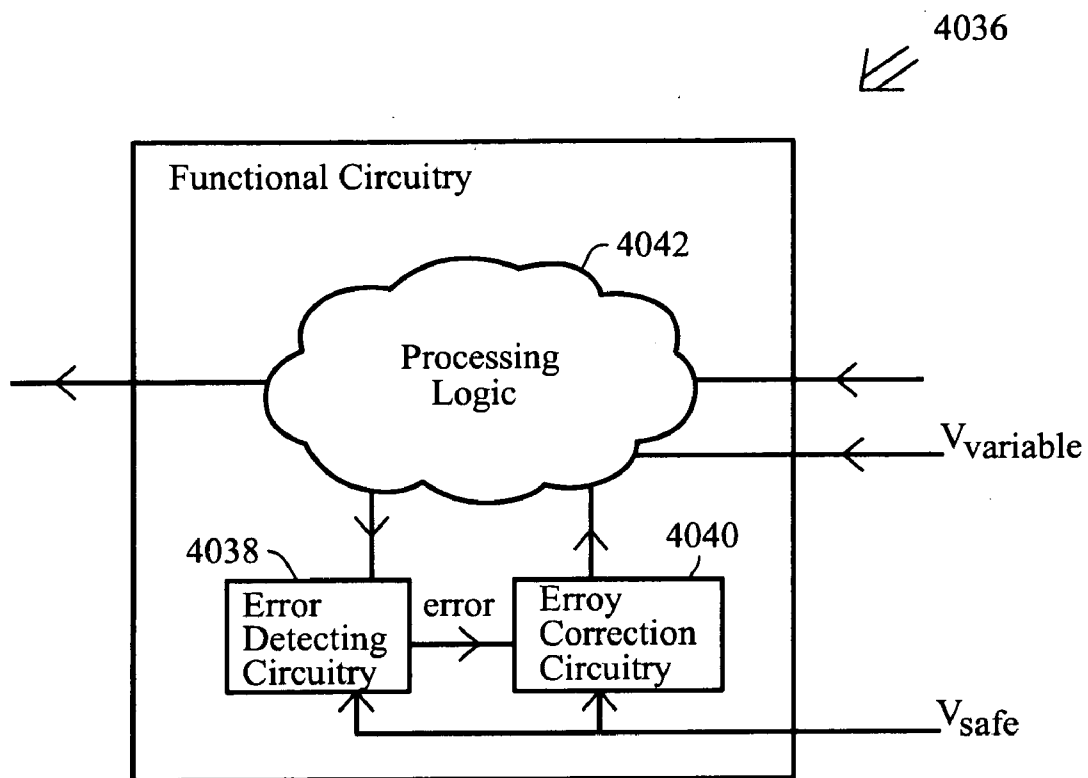 4036
Functional Circuitry
4042
Processing
Logic
Vvariable
4038
4040
Error
Detecting
Circuitry
error
Erroy
Correction
Circuitry
Vsafe